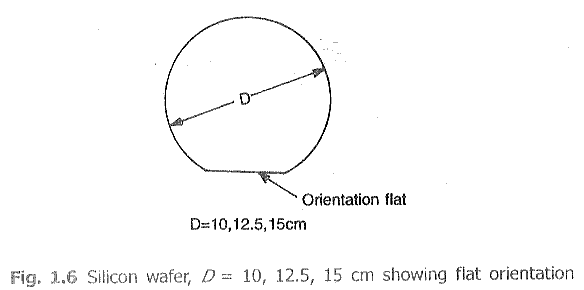 D
Orientation flat
D=10,12.5,15cm
Fig. 1.6 Silicon wafer, D = 10, 12.5, 15 cm showing flat orientation